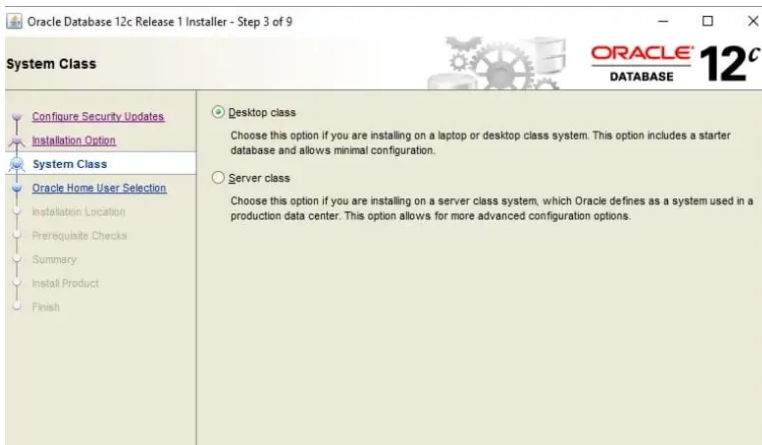 Oracle Database 12c Release 1 Installer - Step 3 of 9
System Class
ORACLE
DATABASE
12c
Configure Security Updates
Installation Option
System Class
Oracle Home User Selection
Installation Location
Prerequisite Checks
Summary
Install Product
Finish
Desktop class
Choose this option if you are installing on a laptop or desktop class system. This option includes a starter
database and allows minimal configuration.
Server class
Choose this option if you are installing on a server class system, which Oracle defines as a system used in a
production data center. This option allows for more advanced configuration options.